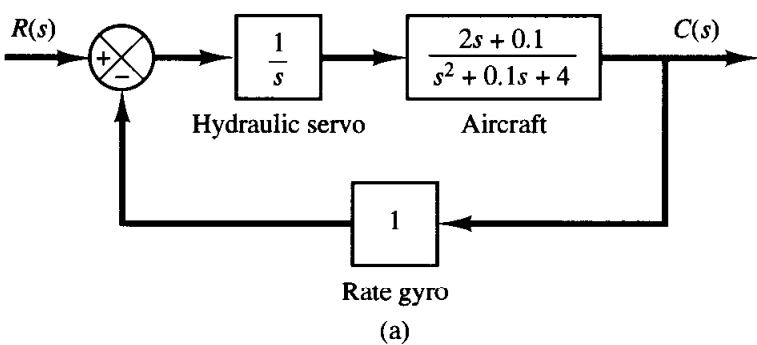 R(s)
C(s)
+
−
1
s
2s + 0.1
s² + 0.1s + 4
Hydraulic servo
Aircraft
1
Rate gyro
(a)